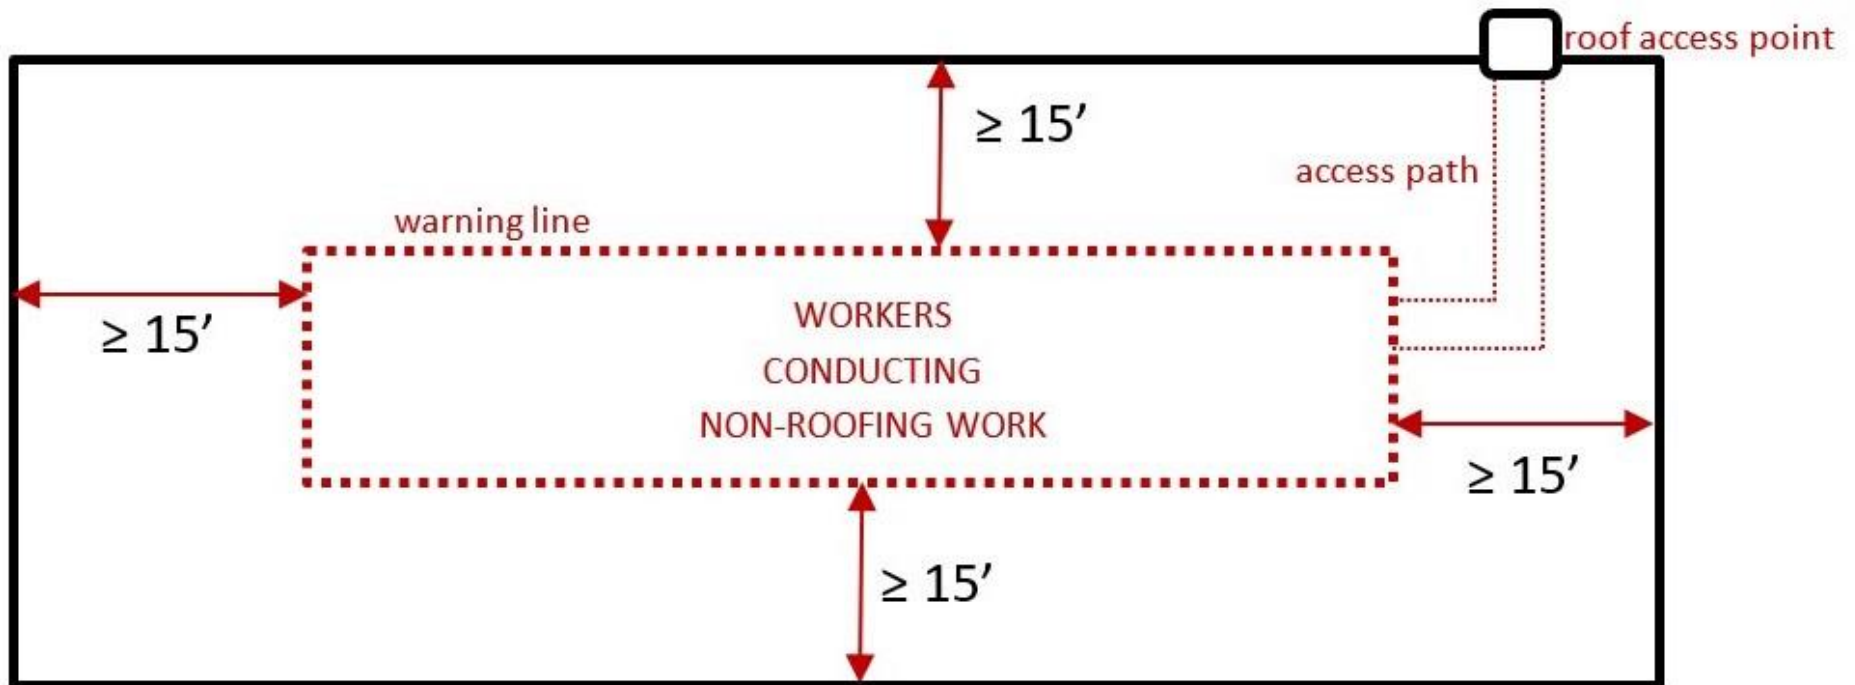 roof access point
≥ 15’
access path
warning line
≥ 15’
WORKERS
CONDUCTING
NON-ROOFING WORK
≥ 15’
≥ 15’